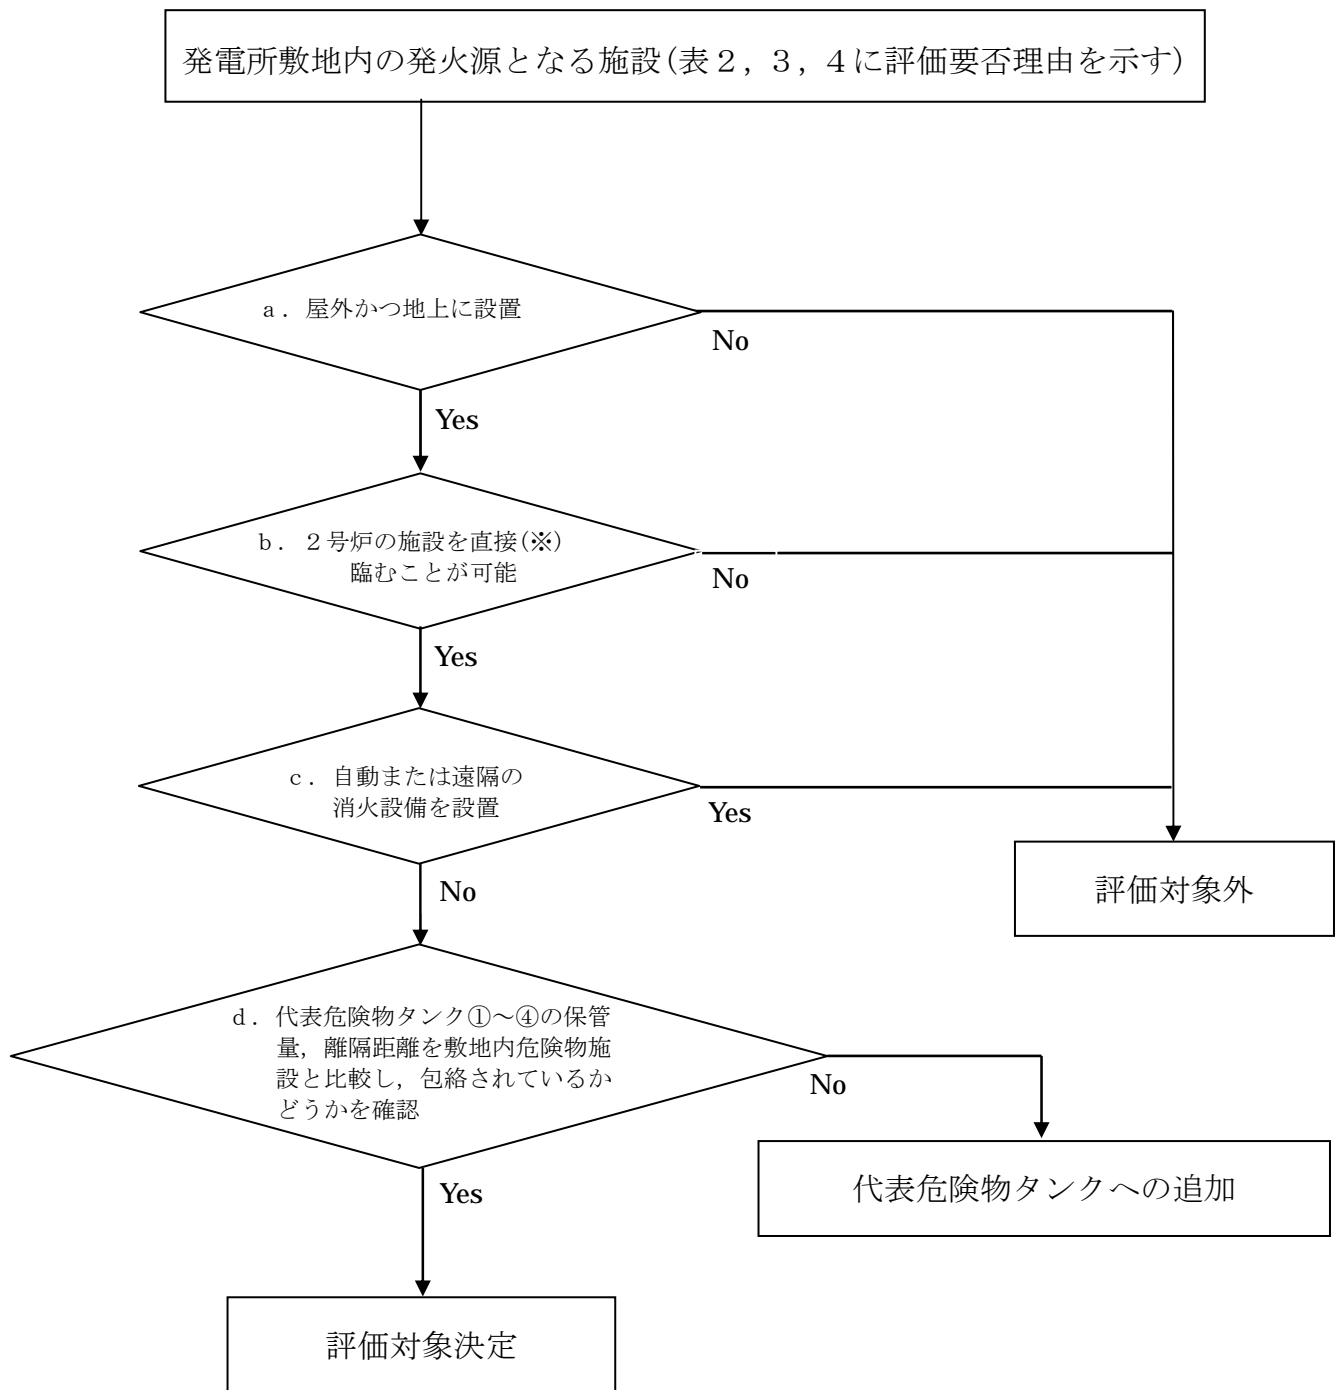 発電所敷地内の発火源となる施設(表２，３，４に評価要否理由を示す)
ａ．屋外かつ地上に設置
No
Yes
ｂ．２号炉の施設を直接(※)
臨むことが可能
No
Yes
ｃ．自動または遠隔の
消火設備を設置
Yes
No
評価対象外
ｄ．代表危険物タンク①～④の保管
量，離隔距離を敷地内危険物施
設と比較し，包絡されているか
どうかを確認
No
Yes
代表危険物タンクへの追加
評価対象決定